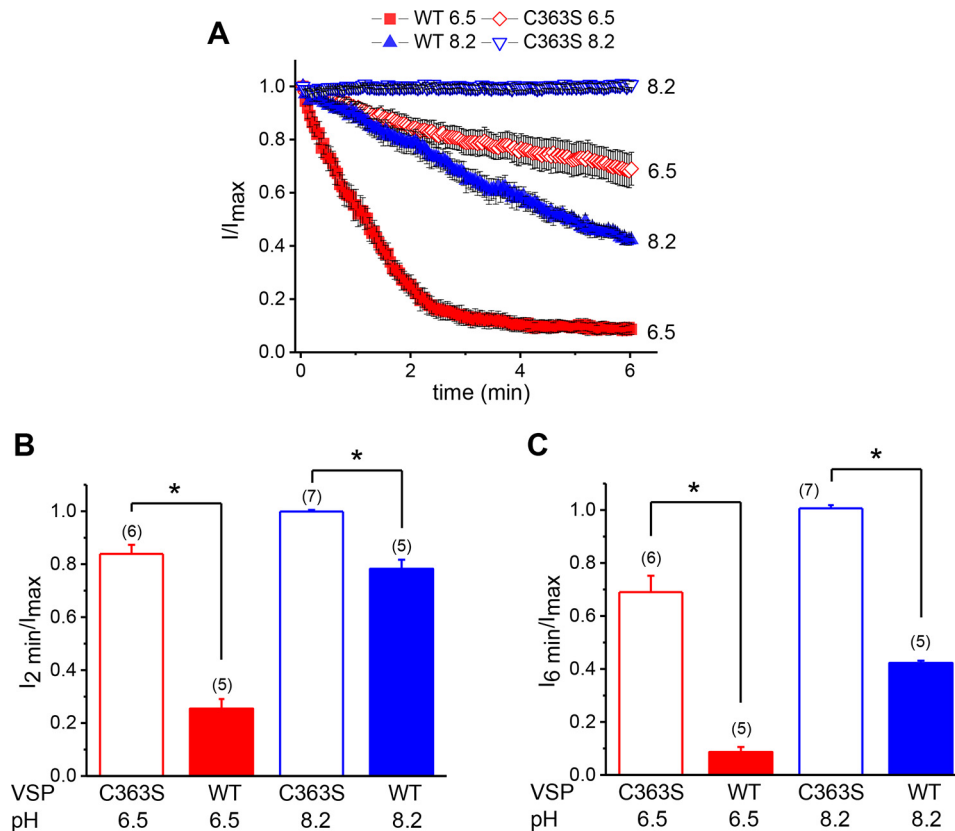 A
WT 6.5 C363S 6.5
WT 8.2 C363S 8.2
1.0
0.8
0.6
0.4
0.2
0.0
I/Imax
0 2 4 6
time (min)
8.2
6.5
8.2
6.5
B
I2 min/Imax
1.0
0.8
0.6
0.4
0.2
0.0
(6)
*
(5)
(7)
*
(5)
VSP C363S WT C363S WT
pH 6.5 6.5 8.2 8.2
C
I6 min/Imax
1.0
0.8
0.6
0.4
0.2
0.0
(6)
*
(5)
(7)
*
(5)
VSP C363S WT C363S WT
pH 6.5 6.5 8.2 8.2